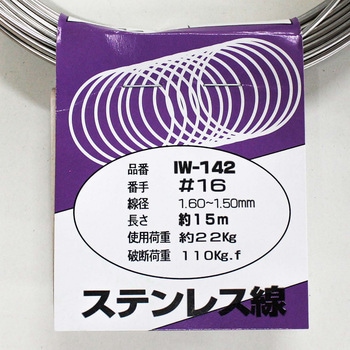 品番 IW-142
番手 #16
線径 1.60~1.50mm
長さ 約15m
使用荷重 約22Kg
破断荷重 110Kg.f
ステンレス線